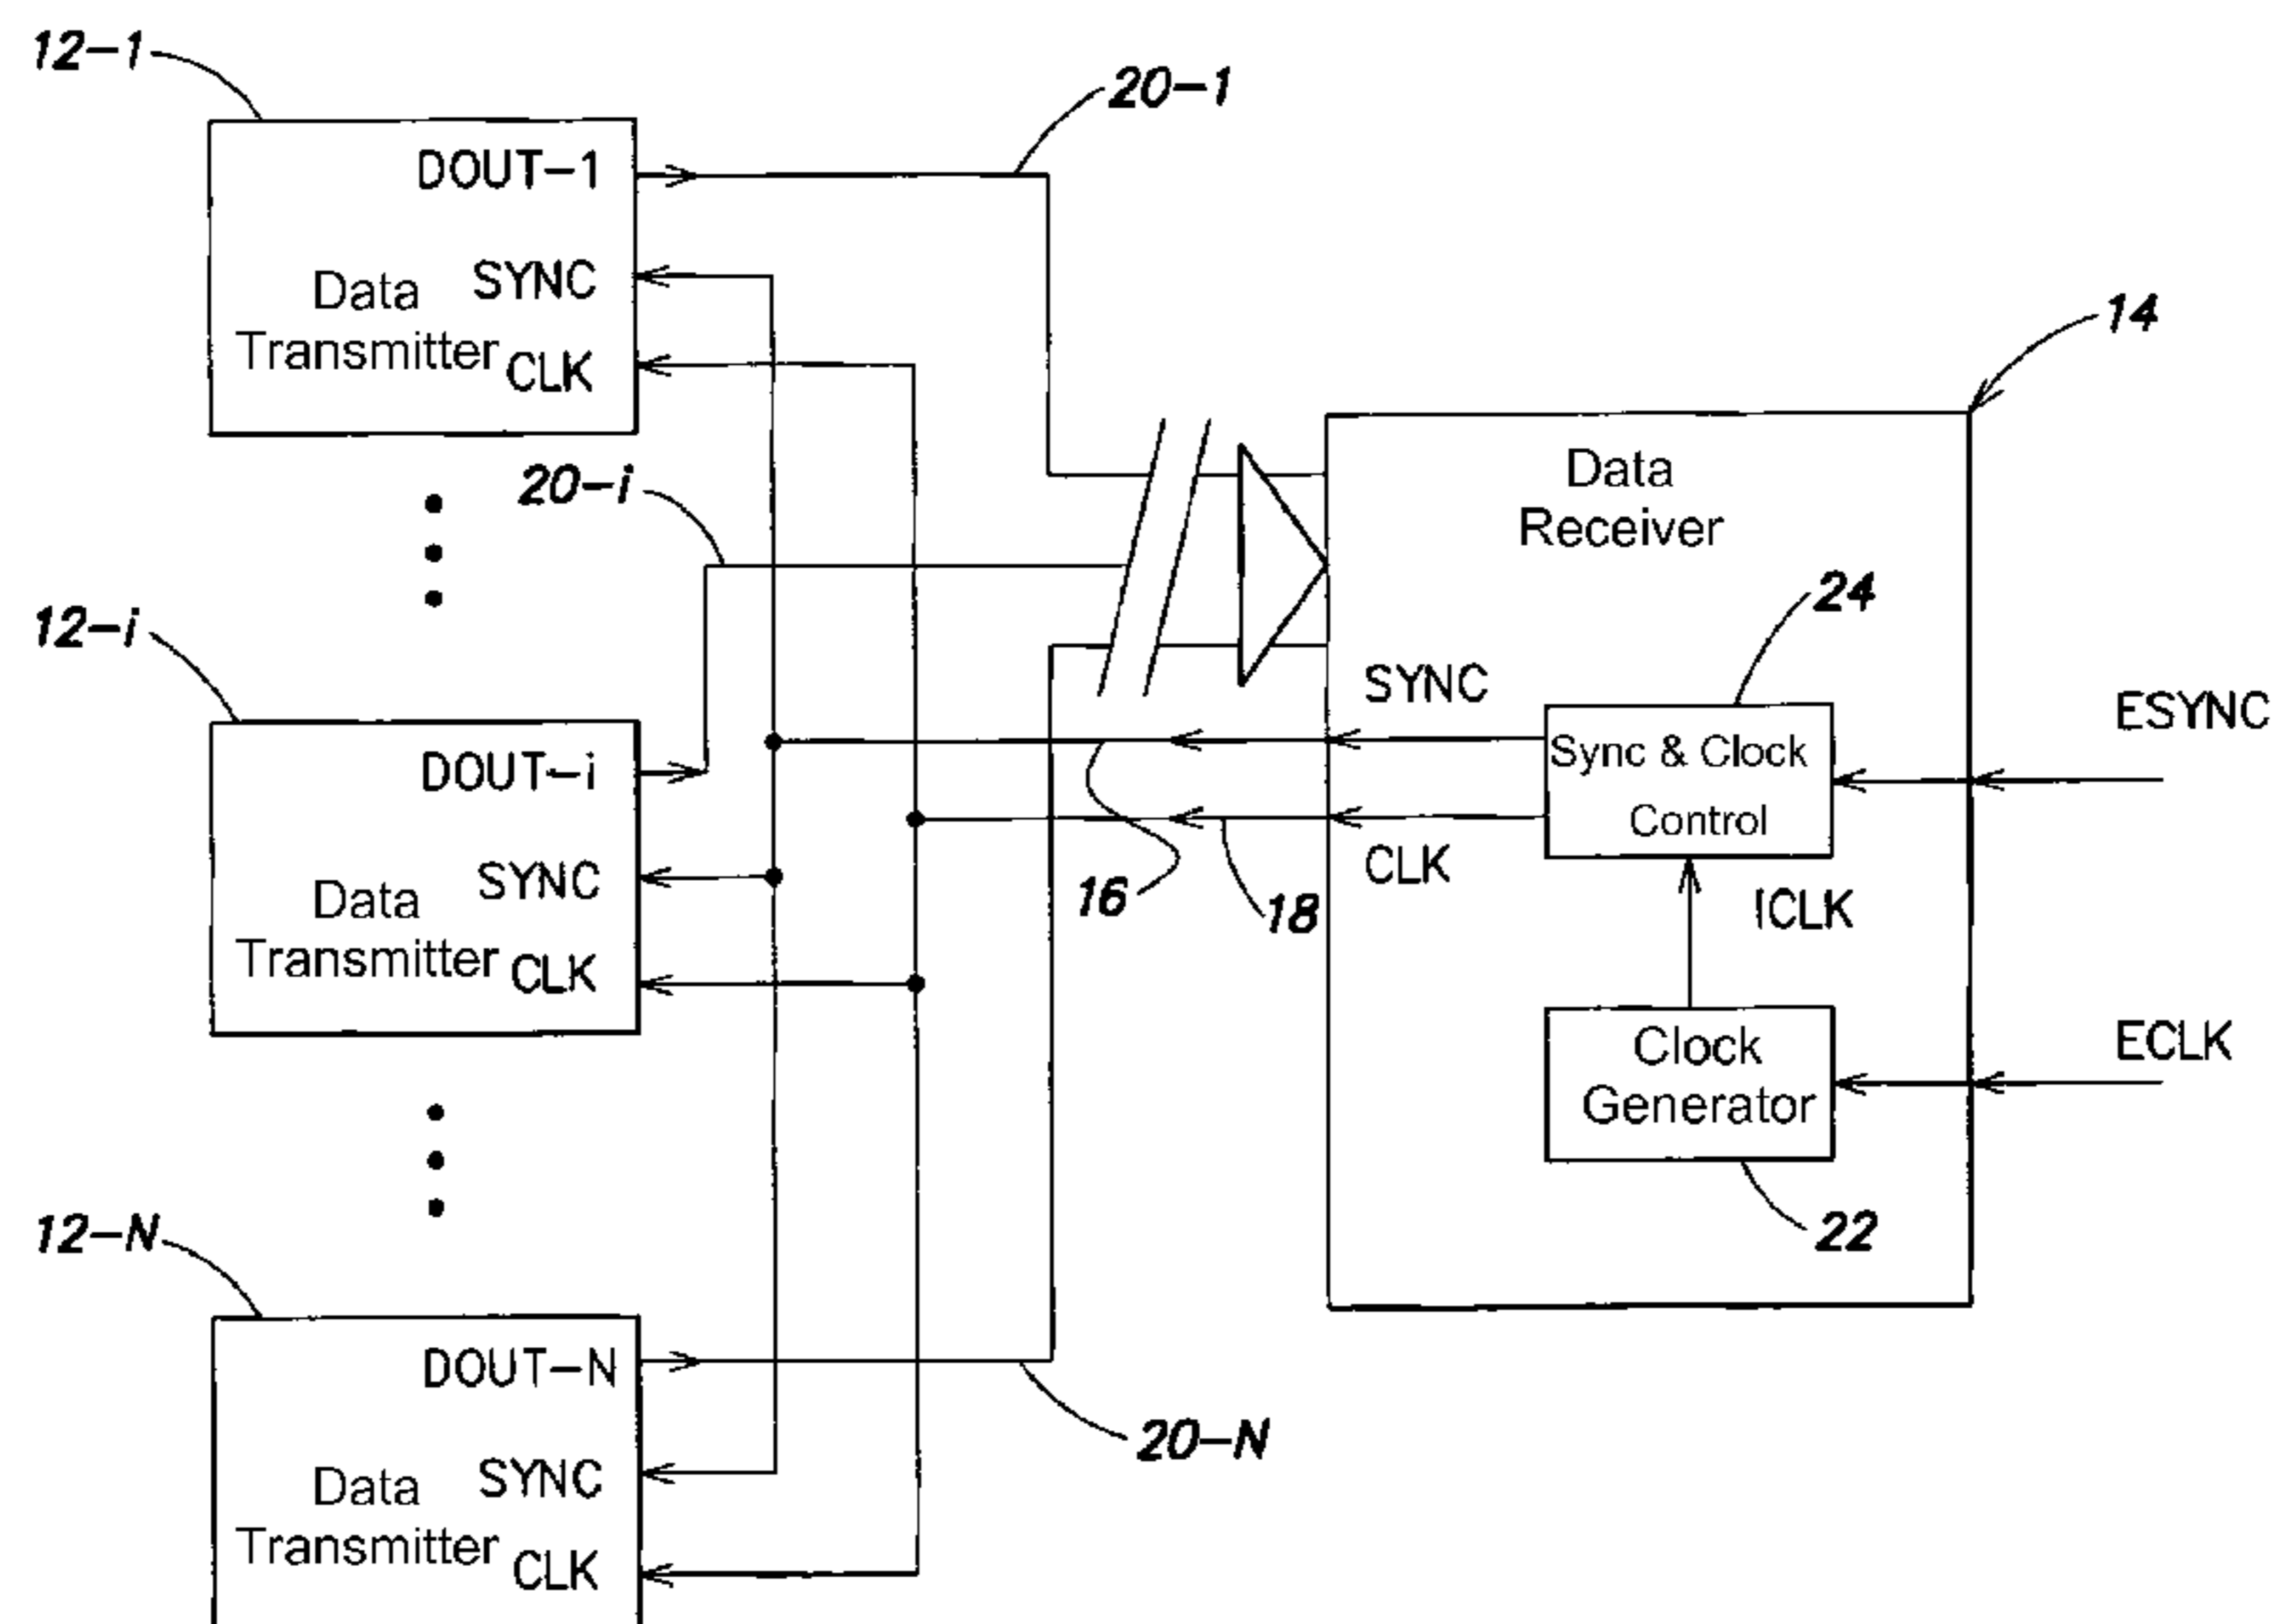 12-1
20-1
DOUT-1
SYNC
Data
Transmitter
CLK
14
20-i
Data
Receiver
12-i
24
SYNC
ESYNC
DOUT-i
Sync & Clock
Control
CLK
SYNC
Data
Transmitter
CLK
16
18
ICLK
Clock
Generator
ECLK
22
12-N
DOUT-N
20-N
SYNC
Data
Transmitter
CLK